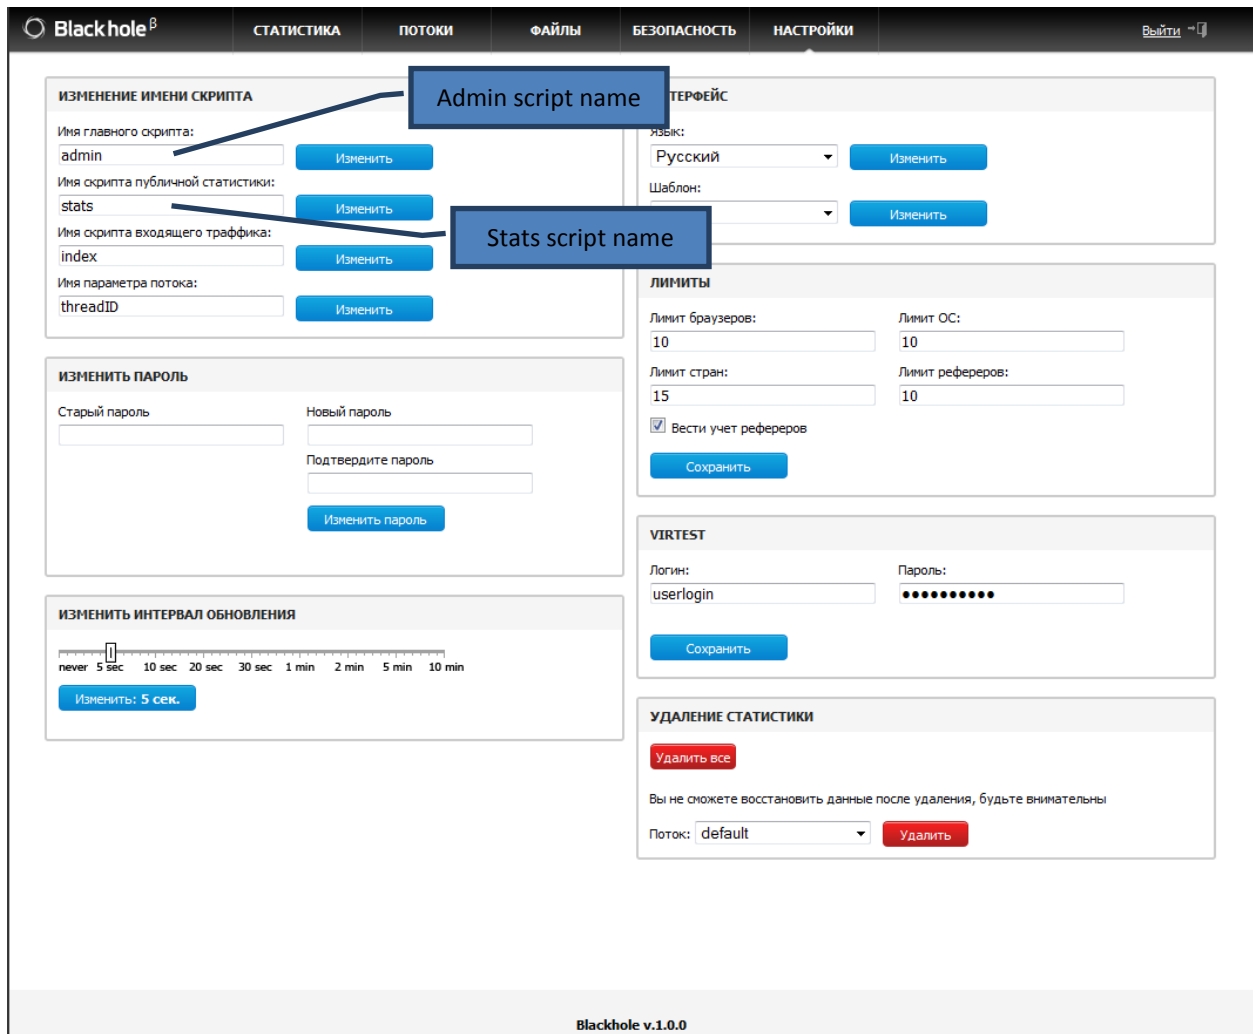 Blackhole β
СТАТИСТИКА ПОТОКИ ФАЙЛЫ БЕЗОПАСНОСТЬ НАСТРОЙКИ Выйти
ИЗМЕНЕНИЕ ИМЕНИ СКРИПТА
Admin script name
Имя главного скрипта:
admin Изменить
Имя скрипта публичной статистики:
stats Изменить
Stats script name
Имя скрипта входящего траффика:
index Изменить
Имя параметра потока:
threadID Изменить
ИЗМЕНИТЬ ПАРОЛЬ
Старый пароль Новый пароль
Подтвердите пароль
Изменить пароль
ИЗМЕНИТЬ ИНТЕРВАЛ ОБНОВЛЕНИЯ
never 5 sec 10 sec 20 sec 30 sec 1 min 2 min 5 min 10 min
Изменить: 5 сек.
ТЕРФЕЙС
Язык:
Русский Изменить
Шаблон:
Изменить
ЛИМИТЫ
Лимит браузеров: Лимит ОС:
10 10
Лимит стран: Лимит рефереров:
15 10
Вести учет рефереров
Сохранить
VIRTEST
Логин: Пароль:
userlogin ●●●●●●●●●●
Сохранить
УДАЛЕНИЕ СТАТИСТИКИ
Удалить все
Вы не сможете восстановить данные после удаления, будьте внимательны
Поток: default Удалить
Blackhole v.1.0.0